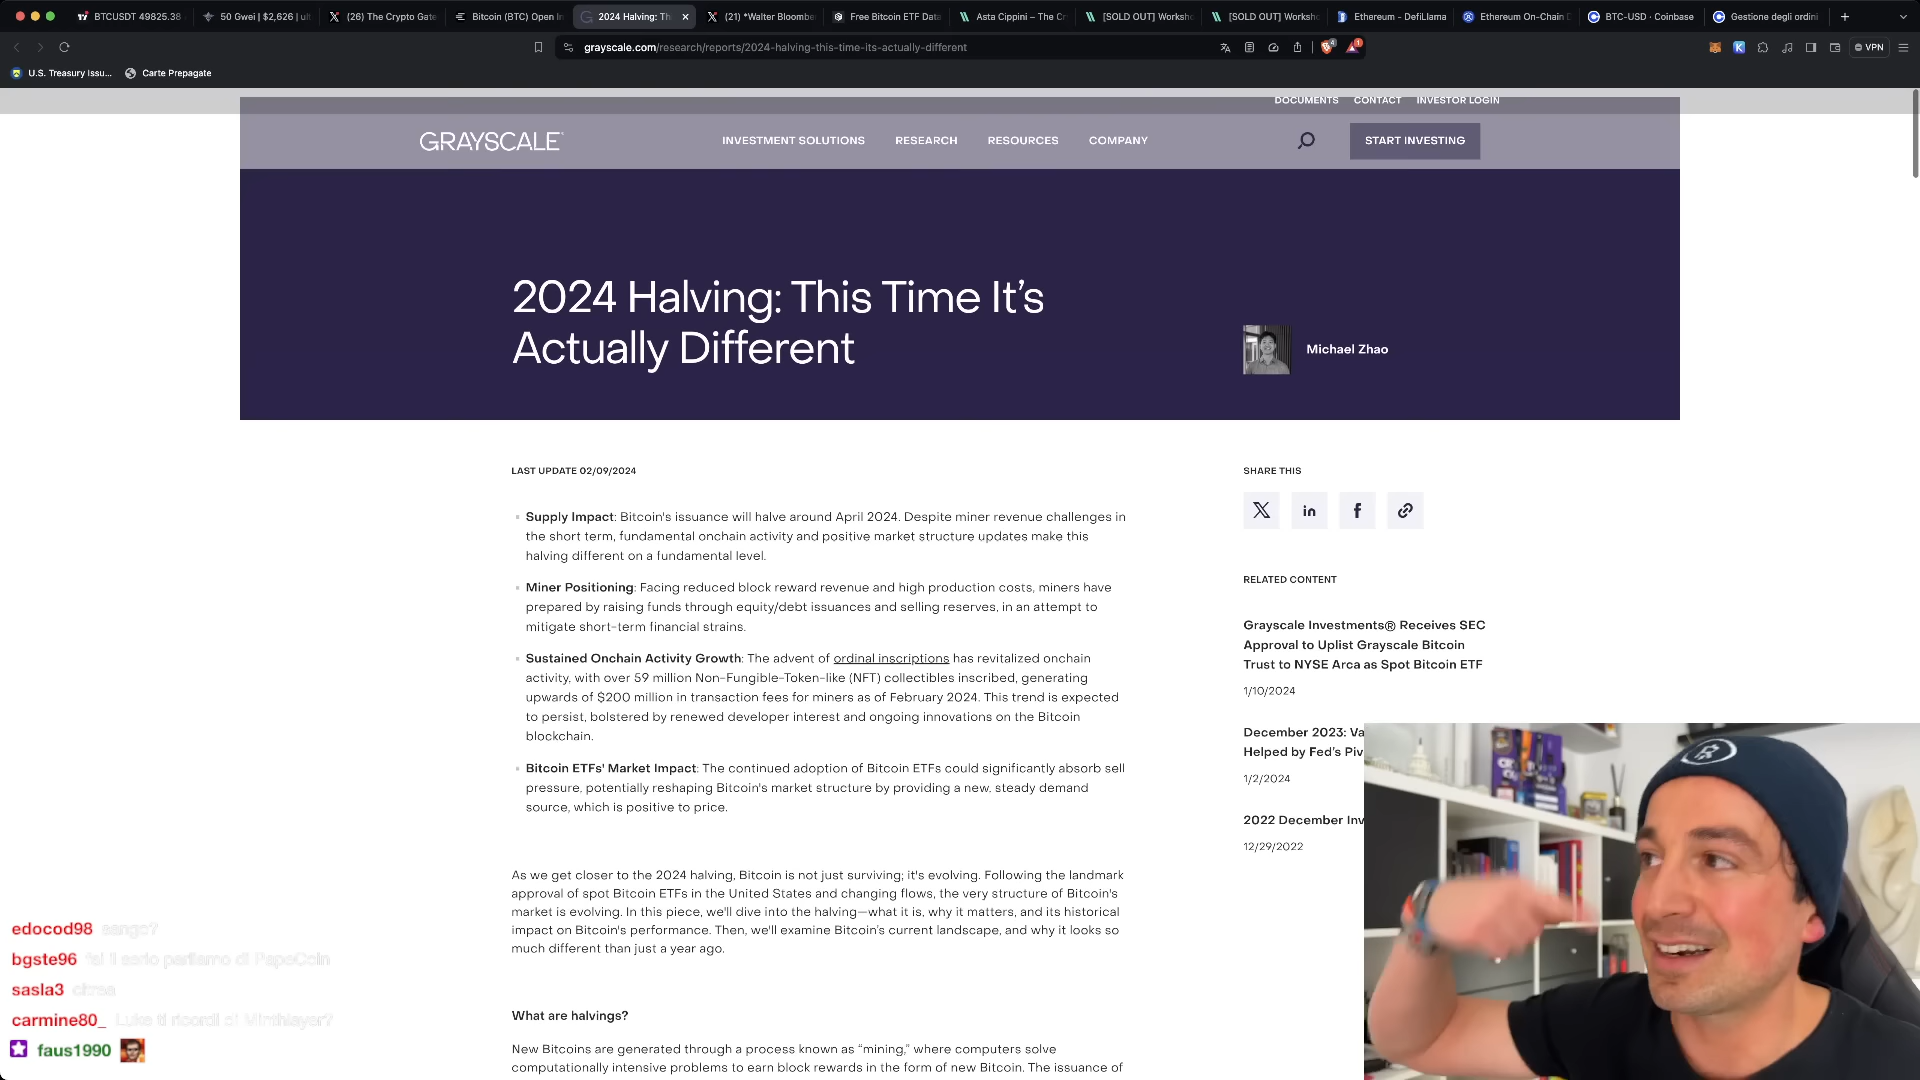 BTCUSDT 49825.38
50 Gwei | $2,626 | ult
(26) The Crypto Gate
Bitcoin (BTC) Open In
2024 Halving: Th
(21) *Walter Bloombe
Free Bitcoin ETF Data
Asta Cippini – The Cr
[SOLD OUT] Worksho
[SOLD OUT] Worksho
Ethereum - DefiLlama
Ethereum On-Chain D
BTC-USD · Coinbase
Gestione degli ordini
grayscale.com/research/reports/2024-halving-this-time-its-actually-different
VPN
U.S. Treasury Issu...
Carte Prepagate
DOCUMENTS CONTACT INVESTOR LOGIN
GRAYSCALE
INVESTMENT SOLUTIONS RESEARCH RESOURCES COMPANY
START INVESTING
2024 Halving: This Time It's
Actually Different
Michael Zhao
LAST UPDATE 02/09/2024
Supply Impact: Bitcoin's issuance will halve around April 2024. Despite miner revenue challenges in
the short term, fundamental onchain activity and positive market structure updates make this
halving different on a fundamental level.
Miner Positioning: Facing reduced block reward revenue and high production costs, miners have
prepared by raising funds through equity/debt issuances and selling reserves, in an attempt to
mitigate short-term financial strains.
Sustained Onchain Activity Growth: The advent of ordinal inscriptions has revitalized onchain
activity, with over 59 million Non-Fungible-Token-like (NFT) collectibles inscribed, generating
upwards of $200 million in transaction fees for miners as of February 2024. This trend is expected
to persist, bolstered by renewed developer interest and ongoing innovations on the Bitcoin
blockchain.
Bitcoin ETFs' Market Impact: The continued adoption of Bitcoin ETFs could significantly absorb sell
pressure, potentially reshaping Bitcoin's market structure by providing a new, steady demand
source, which is positive to price.
As we get closer to the 2024 halving, Bitcoin is not just surviving; it's evolving. Following the landmark
approval of spot Bitcoin ETFs in the United States and changing flows, the very structure of Bitcoin's
market is evolving. In this piece, we'll dive into the halving—what it is, why it matters, and its historical
impact on Bitcoin's performance. Then, we'll examine Bitcoin's current landscape, and why it looks so
much different than just a year ago.
What are halvings?
New Bitcoins are generated through a process known as “mining,” where computers solve
computationally intensive problems to earn block rewards in the form of new Bitcoin. The issuance of
SHARE THIS
RELATED CONTENT
Grayscale Investments® Receives SEC
Approval to Uplist Grayscale Bitcoin
Trust to NYSE Arca as Spot Bitcoin ETF
1/10/2024
December 2023: Va
Helped by Fed's Piv
1/2/2024
2022 December Inv
12/29/2022
edocod98
bgste96 fai il serio parliamo di PepeCoin
sasla3
carmine80_ Luke ti ricordi di Mintlayer?
faus1990